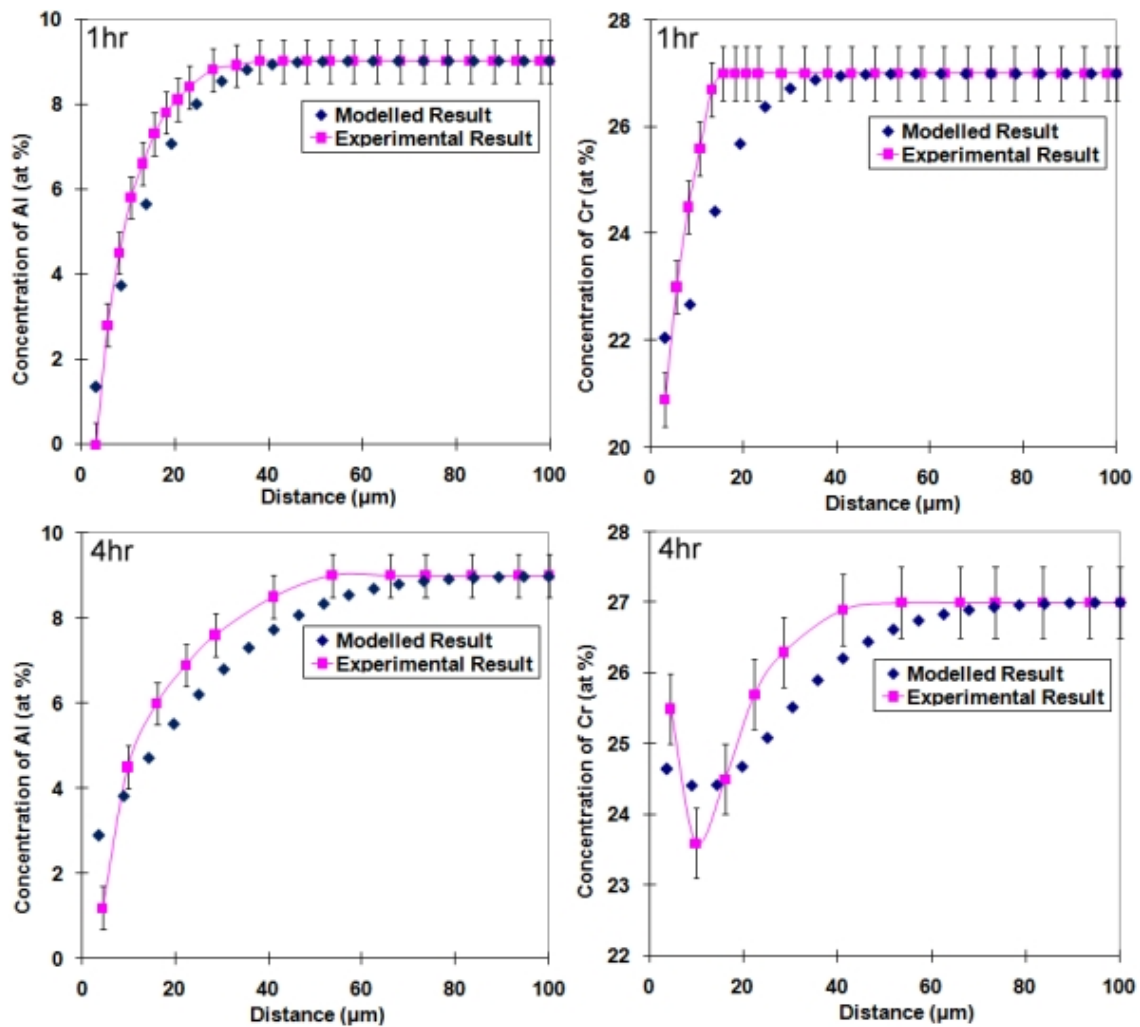 1hr
Concentration of Al (at %)
10
8
6
4
2
0
Modelled Result
Experimental Result
0 20 40 60 80 100
Distance (µm)
1hr
Concentration of Cr (at %)
28
26
24
22
20
Modelled Result
Experimental Result
0 20 40 60 80 100
Distance (µm)
4hr
Concentration of Al (at %)
10
8
6
4
2
0
Modelled Result
Experimental Result
0 20 40 60 80 100
Distance (µm)
4hr
Concentration of Cr (at %)
28
27
26
25
24
23
22
Modelled Result
Experimental Result
0 20 40 60 80 100
Distance (µm)